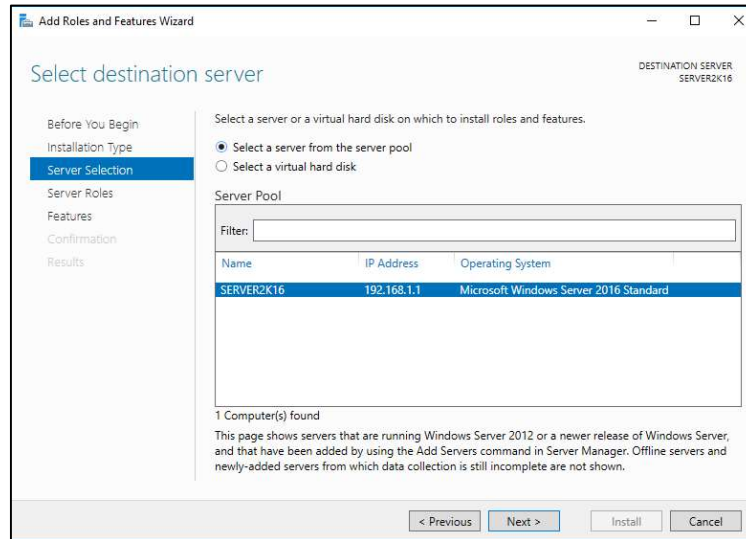 Add Roles and Features Wizard
Select destination server
DESTINATION SERVER
SERVER2K16
Before You Begin
Installation Type
Server Selection
Server Roles
Features
Confirmation
Results
Select a server or a virtual hard disk on which to install roles and features.
Select a server from the server pool
Select a virtual hard disk
Server Pool
Filter:
Name IP Address Operating System
SERVER2K16 192.168.1.1 Microsoft Windows Server 2016 Standard
1 Computer(s) found
This page shows servers that are running Windows Server 2012 or a newer release of Windows Server,
and that have been added by using the Add Servers command in Server Manager. Offline servers and
newly-added servers from which data collection is still incomplete are not shown.
< Previous Next > Install Cancel